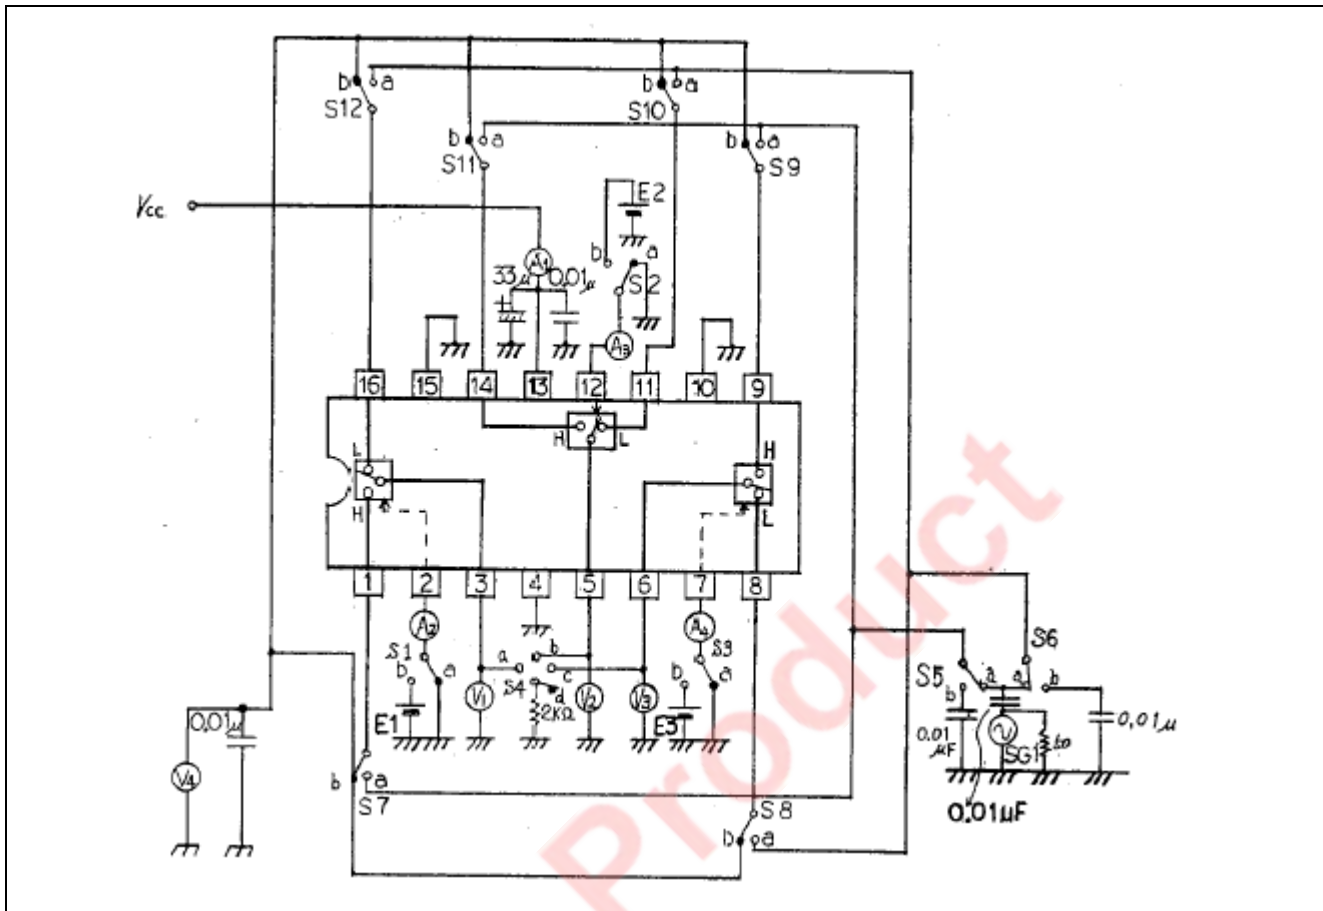 b a b a
S12 S10
b a b a
S11 S9
E2
Vcc
b a
A1
33μ 0.01μ S2
+
A3
16 15 14 13 12 11 10 9
H L
L H
H L
1 2 3 4 5 6 7 8
A2 A4
S1 b S3 S6
b a a c b a
S4 d S5 a a b
V1 V2 V3 b
2KΩ
E1 E3 0.01μF 0.01μ
SG1
0.01μ
V4
b a
S7 0.01μF
S8
b a
Product